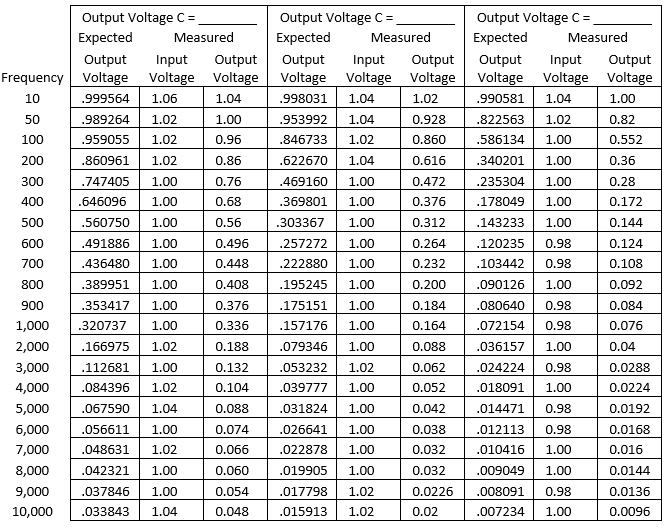 Output Voltage C = ________ Output Voltage C = ________ Output Voltage C = ________
Expected Measured Expected Measured Expected Measured
Output Input Output Output Input Output Output Input Output
Frequency Voltage Voltage Voltage Voltage Voltage Voltage Voltage Voltage Voltage
10 .999564 1.06 1.04 .998031 1.04 1.02 .990581 1.04 1.00
50 .989264 1.02 1.00 .953992 1.04 0.928 .822563 1.02 0.82
100 .959055 1.02 0.96 .846733 1.02 0.860 .586134 1.00 0.552
200 .860961 1.02 0.86 .622670 1.04 0.616 .340201 1.00 0.36
300 .747405 1.00 0.76 .469160 1.00 0.472 .235304 1.00 0.28
400 .646096 1.00 0.68 .369801 1.00 0.376 .178049 1.00 0.172
500 .560750 1.00 0.56 .303367 1.00 0.312 .143233 1.00 0.144
600 .491886 1.00 0.496 .257272 1.00 0.264 .120235 0.98 0.124
700 .436480 1.00 0.448 .222880 1.00 0.232 .103442 0.98 0.108
800 .389951 1.00 0.408 .195245 1.00 0.200 .090126 1.00 0.092
900 .353417 1.00 0.376 .175151 1.00 0.184 .080640 0.98 0.084
1,000 .320737 1.00 0.336 .157176 1.00 0.164 .072154 0.98 0.076
2,000 .166975 1.02 0.188 .079346 1.00 0.088 .036157 1.00 0.04
3,000 .112681 1.00 0.132 .053232 1.02 0.062 .024224 0.98 0.0288
4,000 .084396 1.02 0.104 .039777 1.00 0.052 .018091 1.00 0.0224
5,000 .067590 1.04 0.088 .031824 1.00 0.042 .014471 0.98 0.0192
6,000 .056611 1.00 0.074 .026641 1.00 0.038 .012113 0.98 0.0168
7,000 .048631 1.02 0.066 .022878 1.00 0.032 .010416 1.00 0.016
8,000 .042321 1.00 0.060 .019905 1.00 0.032 .009049 1.00 0.0144
9,000 .037846 1.00 0.054 .017798 1.02 0.0226 .008091 0.98 0.0136
10,000 .033843 1.04 0.048 .015913 1.02 0.02 .007234 1.00 0.0096